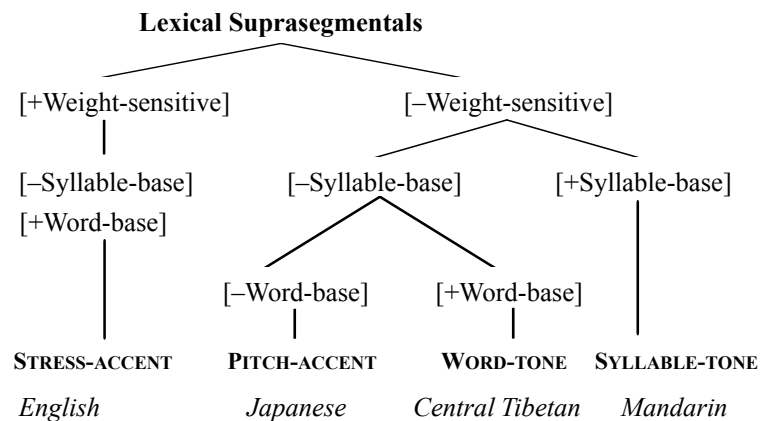 Lexical Suprasegmentals
[+Weight-sensitive] [–Weight-sensitive]
[–Syllable-base] [–Syllable-base] [+Syllable-base]
[+Word-base]
[–Word-base] [+Word-base]
STRESS-ACCENT PITCH-ACCENT WORD-TONE SYLLABLE-TONE
English Japanese Central Tibetan Mandarin